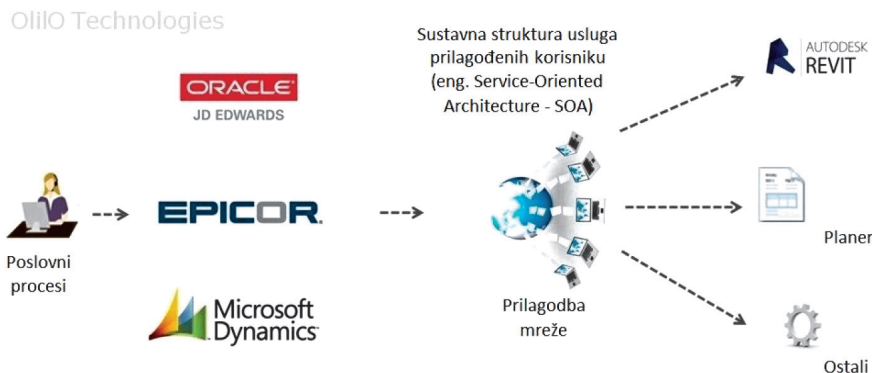 OlilO Technologies
Sustavna struktura usluga
prilagođenih korisniku
(eng. Service-Oriented
Architecture - SOA)
AUTODESK
REVIT
ORACLE
JD EDWARDS
EPICOR
Poslovni
procesi
Planer
Microsoft
Dynamics
Prilagodba
mreže
Ostali